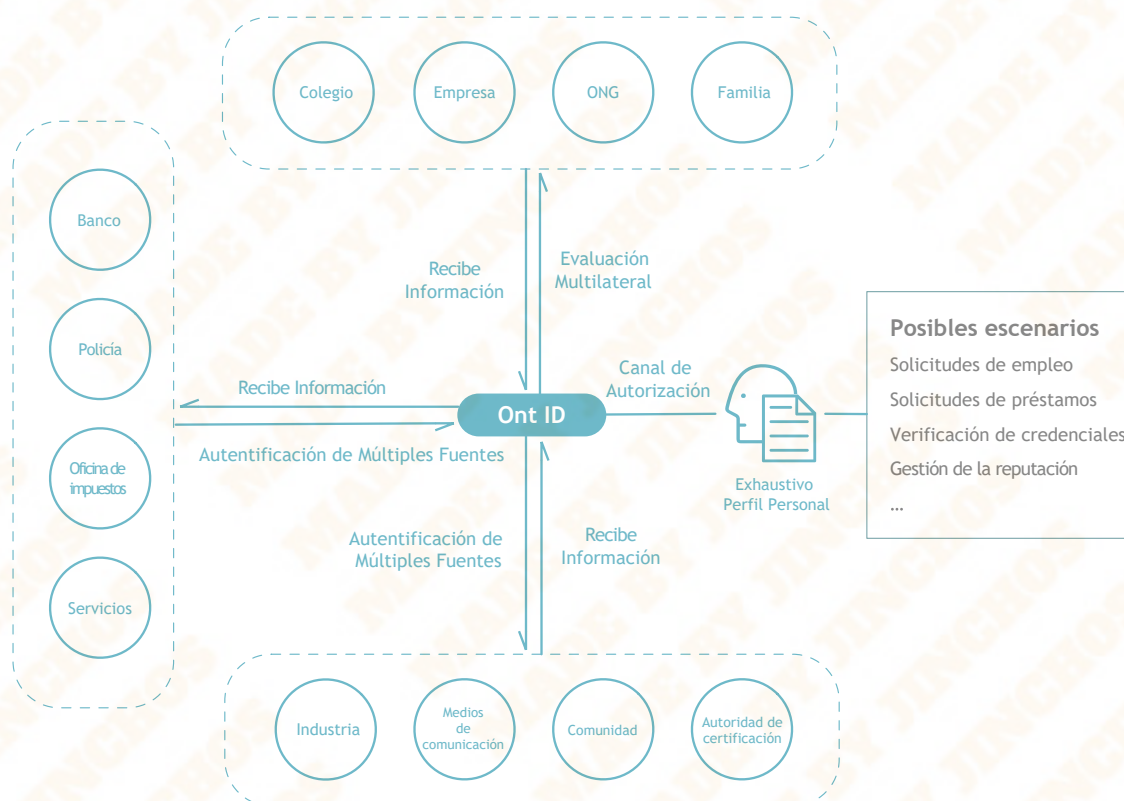 Colegio
Empresa
ONG
Familia
Banco
Policía
Oficina de
impuestos
Servicios
Recibe
Información
Evaluación
Multilateral
Recibe Información
Autentificación de Múltiples Fuentes
Ont ID
Canal de
Autorización
Exhaustivo
Perfil Personal
Posibles escenarios
Solicitudes de empleo
Solicitudes de préstamos
Verificación de credenciales
Gestión de la reputación
...
Autentificación de
Múltiples Fuentes
Recibe
Información
Industria
Medios
de
comunicación
Comunidad
Autoridad de
certificación
MADE BY JINCHOS